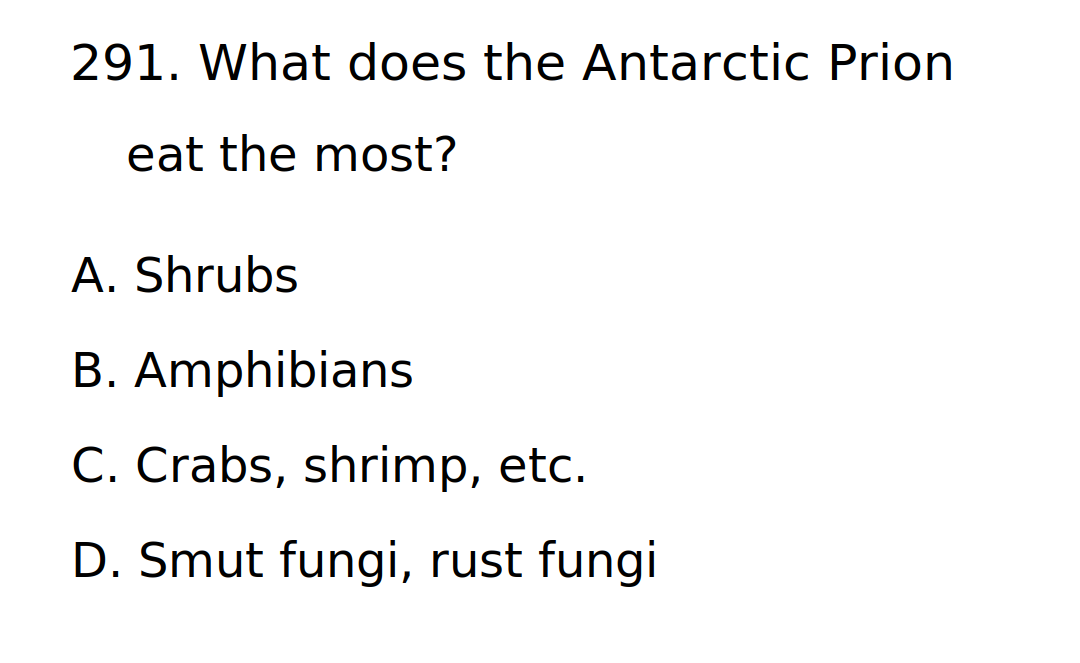 291. What does the Antarctic Prion
eat the most?
A. Shrubs
B. Amphibians
C. Crabs, shrimp, etc.
D. Smut fungi, rust fungi